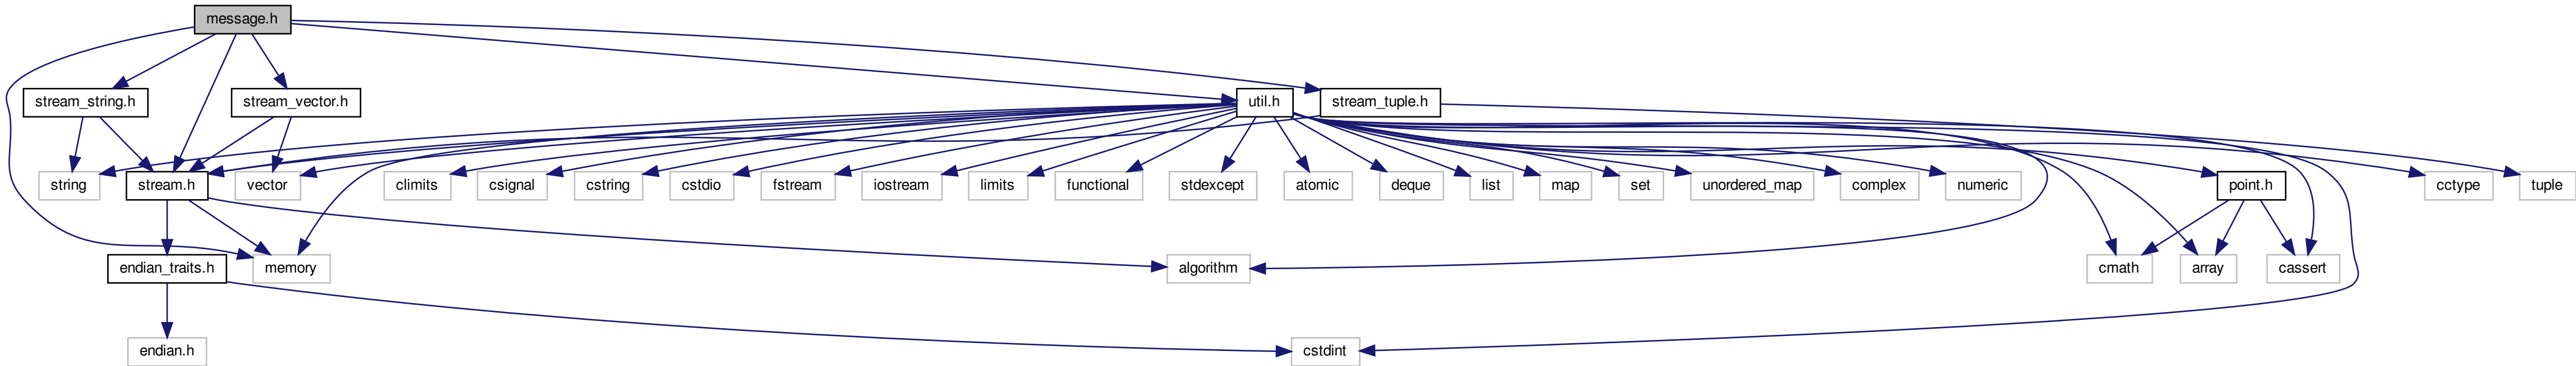 message.h
stream_string.h
stream_vector.h
util.h
stream_tuple.h
string
stream.h
vector
climits
csignal
cstring
cstdio
fstream
iostream
limits
functional
stdexcept
atomic
deque
list
map
set
unordered_map
complex
numeric
point.h
cctype
tuple
endian_traits.h
memory
algorithm
cmath
array
cassert
endian.h
cstdint